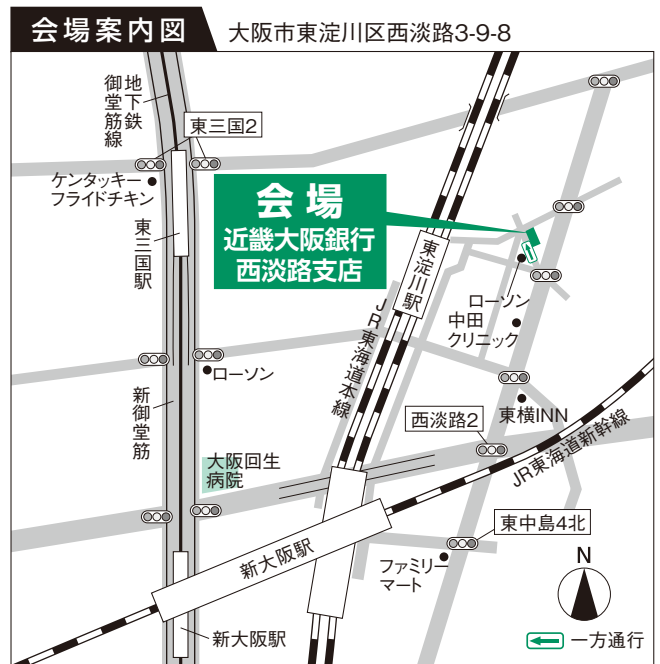 会場案内図
大阪市東淀川区西淡路3-9-8
地下鉄
御堂筋線
東三国2
ケンタッキー
フライドチキン
東三国駅
会場
近畿大阪銀行
西淡路支店
東淀川駅
JR東海道本線
ローソン
中田
クリニック
ローソン
東横INN
新御堂筋
西淡路2
JR東海道新幹線
大阪回生
病院
東中島4北
新大阪駅
ファミリー
マート
N
新大阪駅
一方通行